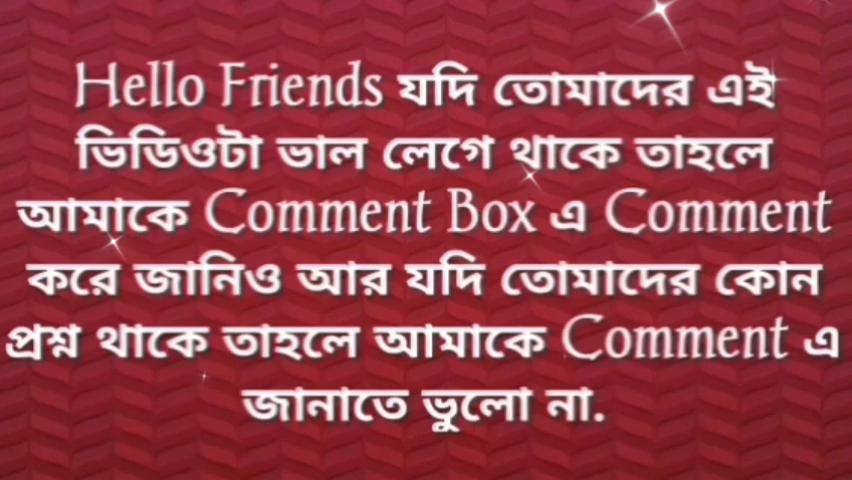 Hello Friends যদি তোমাদের এই
ভিডিওটা ভাল লেগে থাকে তাহলে
আমাকে Comment Box এ Comment
করে জানিও আর যদি তোমাদের কোন
প্রশ্ন থাকে তাহলে আমাকে Comment এ
জানাতে ভুলো না.